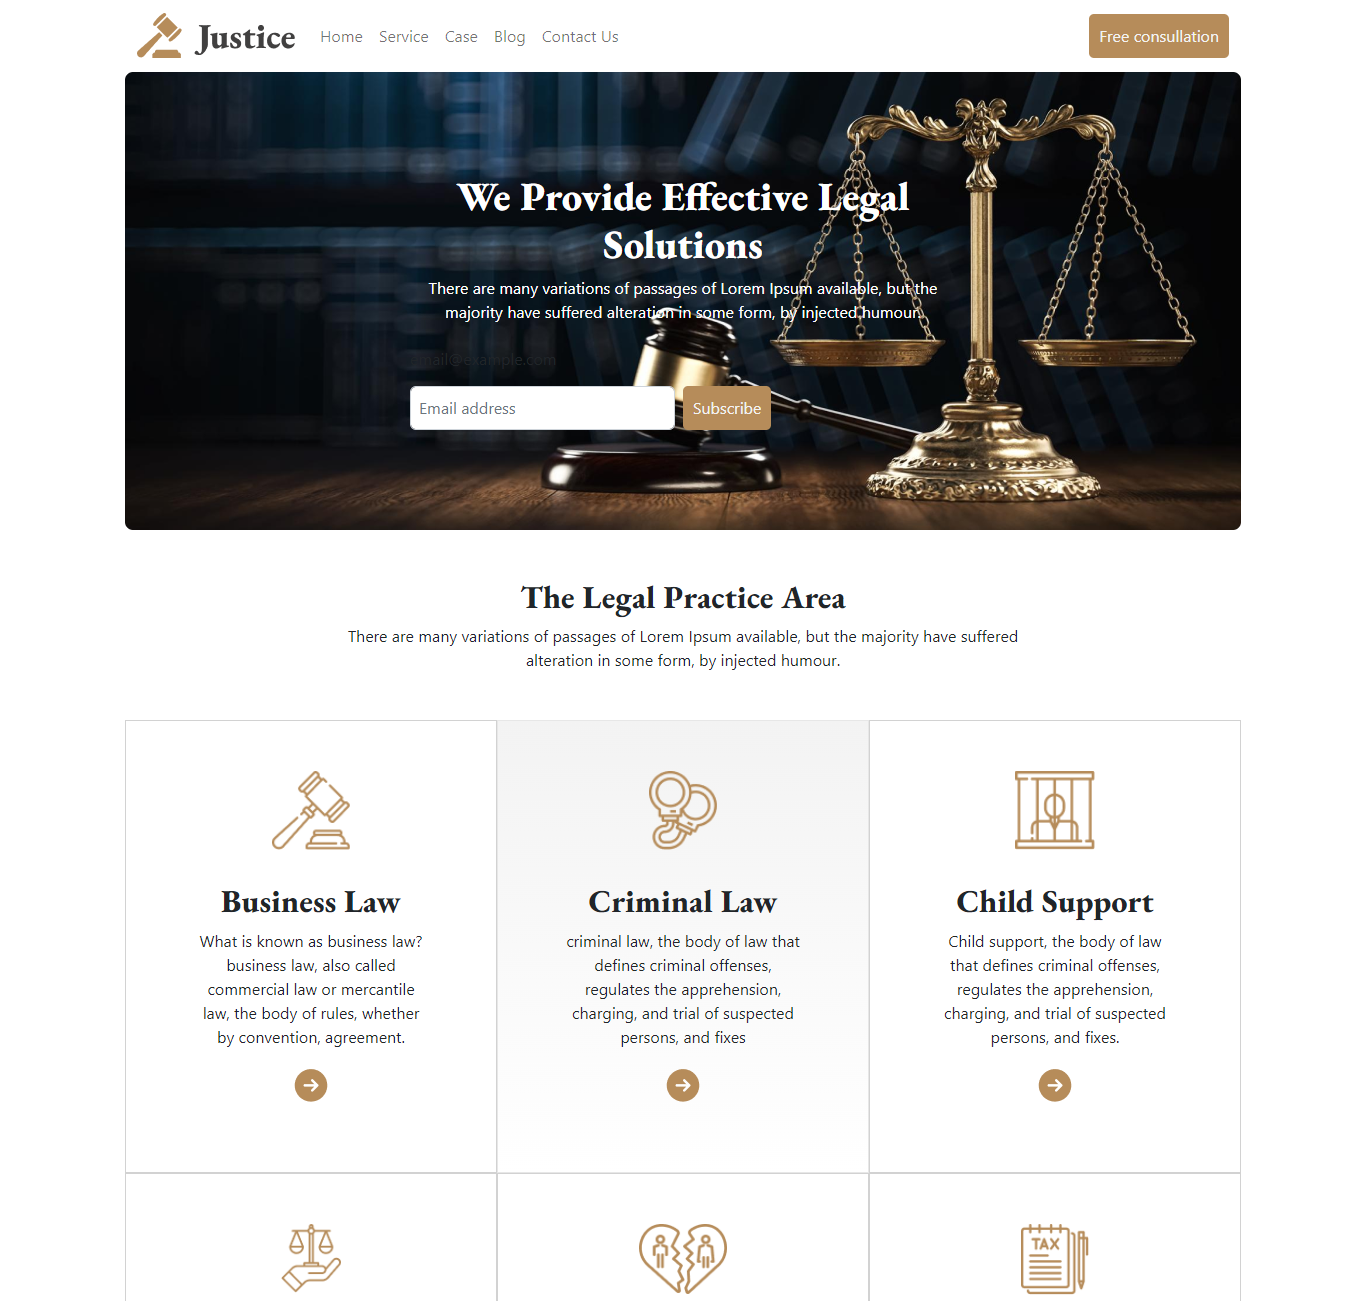 Justice
Home Service Case Blog Contact Us
Free consullation
We Provide Effective Legal
Solutions
There are many variations of passages of Lorem Ipsum available, but the
majority have suffered alteration in some form, by injected humour.
email@example.com
Email address
Subscribe
The Legal Practice Area
There are many variations of passages of Lorem Ipsum available, but the majority have suffered
alteration in some form, by injected humour.
Business Law
What is known as business law?
business law, also called
commercial law or mercantile
law, the body of rules, whether
by convention, agreement.
Criminal Law
criminal law, the body of law that
defines criminal offenses,
regulates the apprehension,
charging, and trial of suspected
persons, and fixes
Child Support
Child support, the body of law
that defines criminal offenses,
regulates the apprehension,
charging, and trial of suspected
persons, and fixes.
TAX